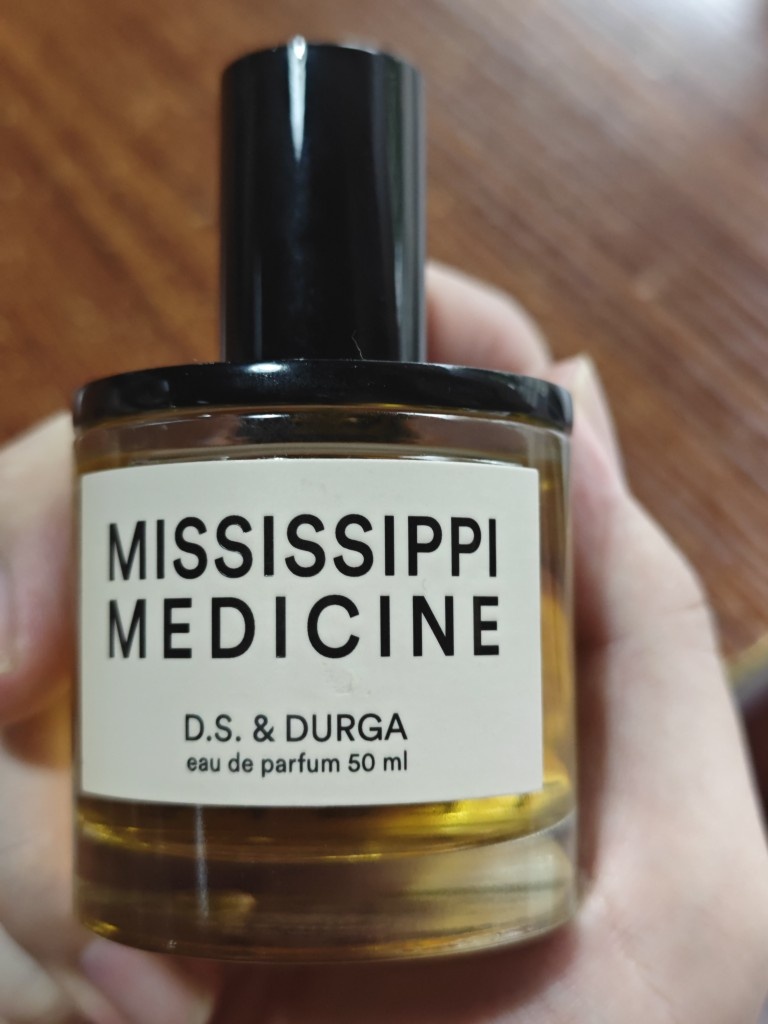 MISSISSIPPI
MEDICINE
D.S. & DURGA
eau de parfum 50 ml